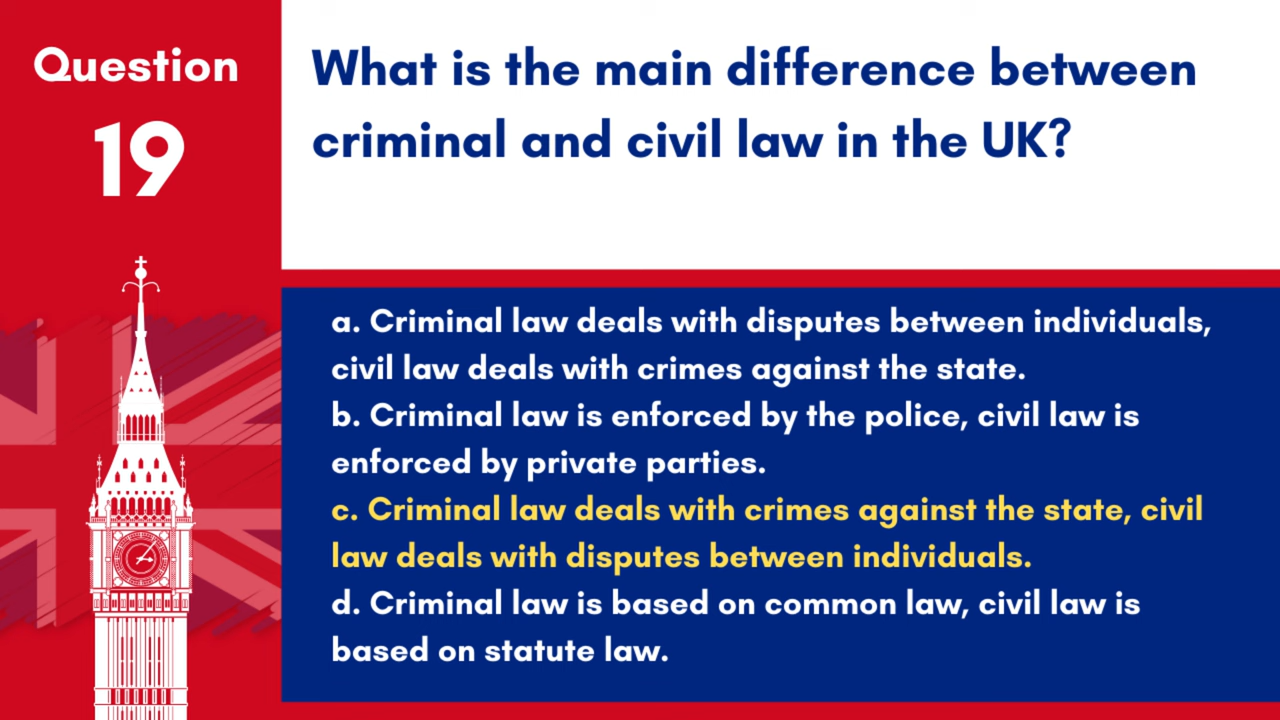 Question
19
What is the main difference between
criminal and civil law in the UK?
a. Criminal law deals with disputes between individuals,
civil law deals with crimes against the state.
b. Criminal law is enforced by the police, civil law is
enforced by private parties.
c. Criminal law deals with crimes against the state, civil
law deals with disputes between individuals.
d. Criminal law is based on common law, civil law is
based on statute law.